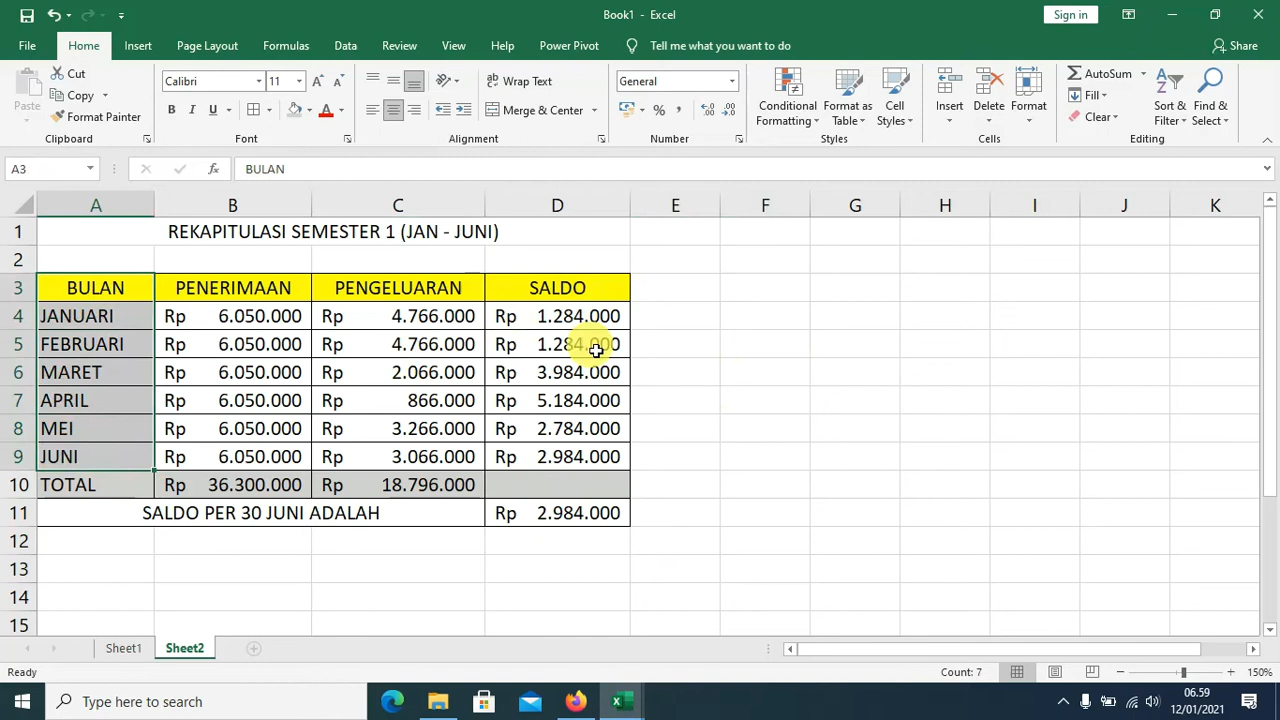 Book1 - Excel
Sign in
File Home Insert Page Layout Formulas Data Review View Help Power Pivot Tell me what you want to do Share
Paste Cut
Copy
Format Painter
Clipboard
Calibri 11
B I U
Font
Wrap Text
Merge & Center
Alignment
General
Number
Conditional Formatting
Format as Table
Cell Styles
Styles
Insert Delete Format
Cells
AutoSum
Fill
Clear
Sort & Filter
Find & Select
Editing
A3 fx BULAN
A B C D E F G H I J K
1 REKAPITULASI SEMESTER 1 (JAN - JUNI)
2
3 BULAN PENERIMAAN PENGELUARAN SALDO
4 JANUARI Rp 6.050.000 Rp 4.766.000 Rp 1.284.000
5 FEBRUARI Rp 6.050.000 Rp 4.766.000 Rp 1.284.000
6 MARET Rp 6.050.000 Rp 2.066.000 Rp 3.984.000
7 APRIL Rp 6.050.000 Rp 866.000 Rp 5.184.000
8 MEI Rp 6.050.000 Rp 3.266.000 Rp 2.784.000
9 JUNI Rp 6.050.000 Rp 3.066.000 Rp 2.984.000
10 TOTAL Rp 36.300.000 Rp 18.796.000
11 SALDO PER 30 JUNI ADALAH Rp 2.984.000
12
13
14
15
Sheet1 Sheet2
Ready Count: 7 150%
Type here to search
06.59
12/01/2021